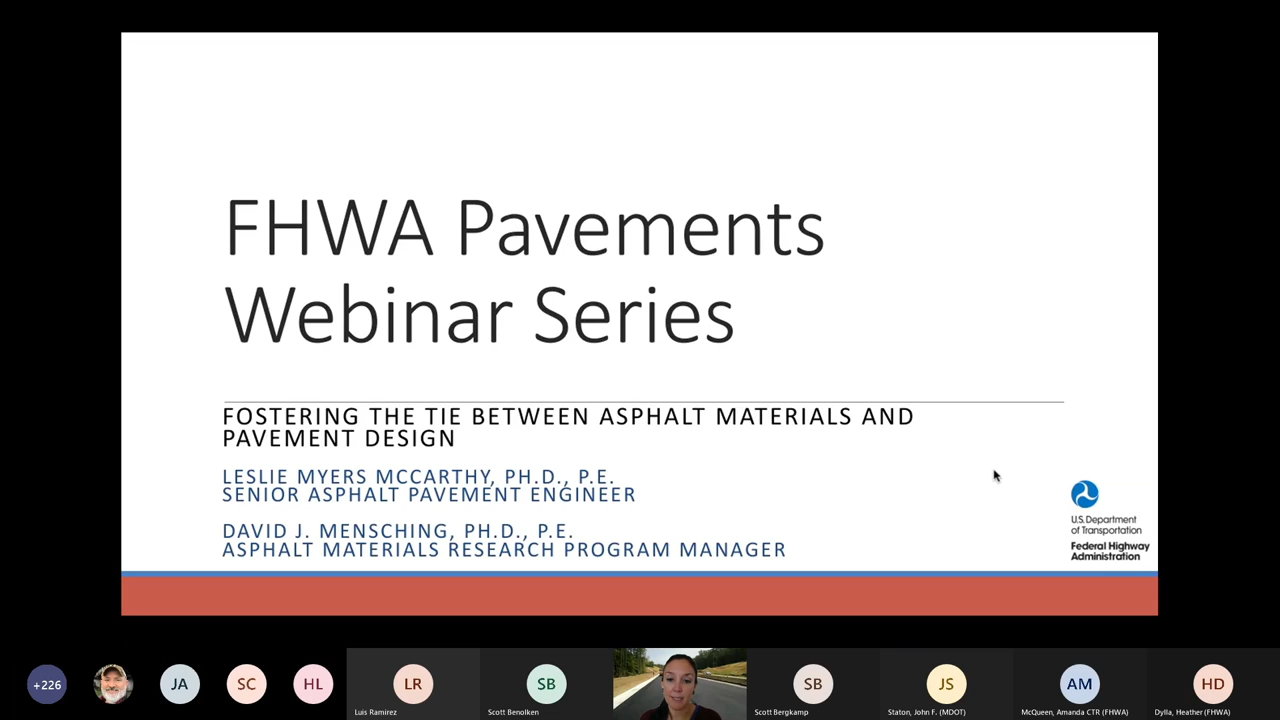 FHWA Pavements
Webinar Series
FOSTERING THE TIE BETWEEN ASPHALT MATERIALS AND
PAVEMENT DESIGN
LESLIE MYERS MCCARTHY, PH.D., P.E.
SENIOR ASPHALT PAVEMENT ENGINEER
DAVID J. MENSCHING, PH.D., P.E.
ASPHALT MATERIALS RESEARCH PROGRAM MANAGER
U.S.Department
of Transportation
Federal Highway
Administration
+226
JA
SC
HL
LR
Luis Ramirez
SB
Scott Benolken
SB
Scott Bergkamp
JS
Staton, John F. (MDOT)
AM
McQueen, Amanda CTR (FHWA)
HD
Dylla, Heather (FHWA)